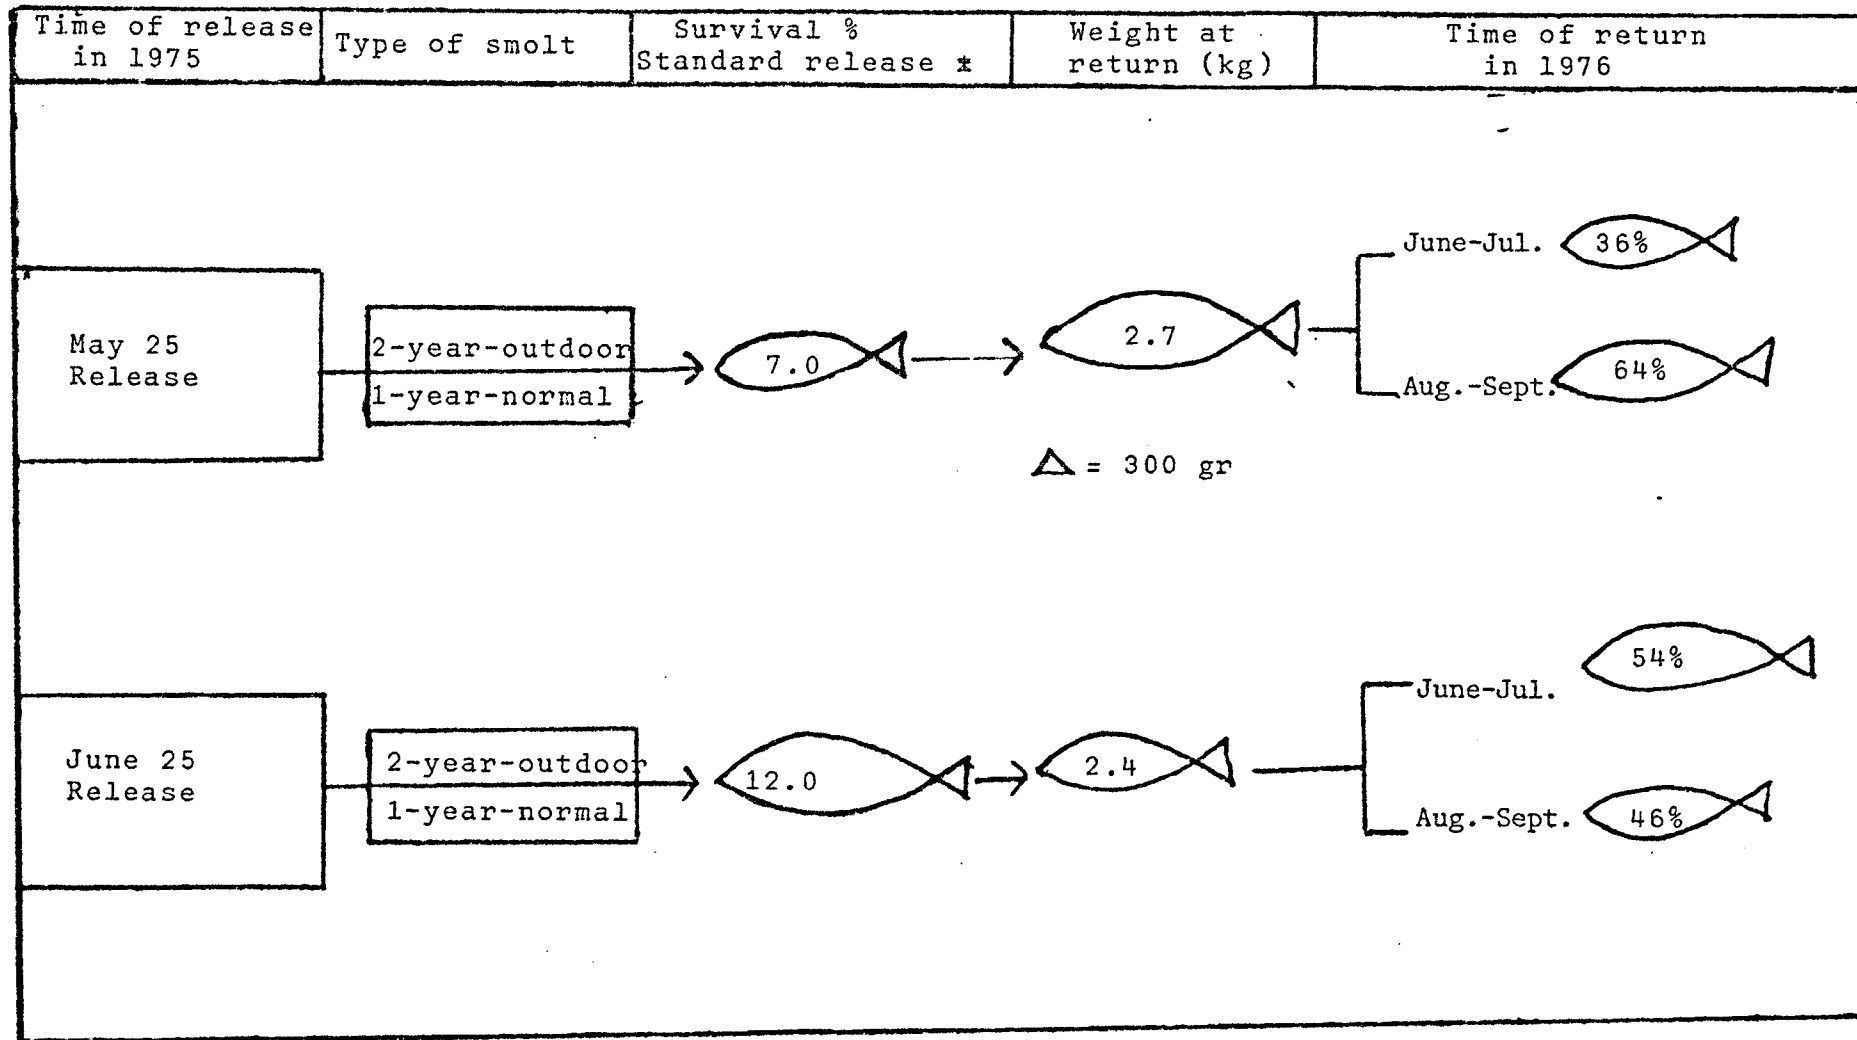 Time of release
in 1975
Type of smolt
Survival %
Standard release *
Weight at
return (kg)
Time of return
in 1976
May 25
Release
2-year-outdoor
1-year-normal
7.0
2.7
June-Jul.
36%
Aug.-Sept.
64%
△ = 300 gr
June 25
Release
2-year-outdoor
1-year-normal
12.0
2.4
June-Jul.
54%
Aug.-Sept.
46%